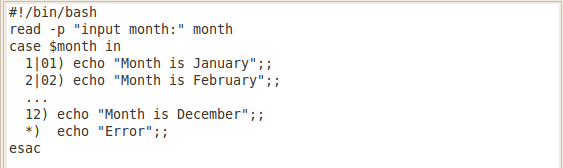 #!/bin/bash
read -p "input month:" month
case $month in
  1|01) echo "Month is January";;
  2|02) echo "Month is February";;
  ...
  12) echo "Month is December";;
  *)  echo "Error";;
esac